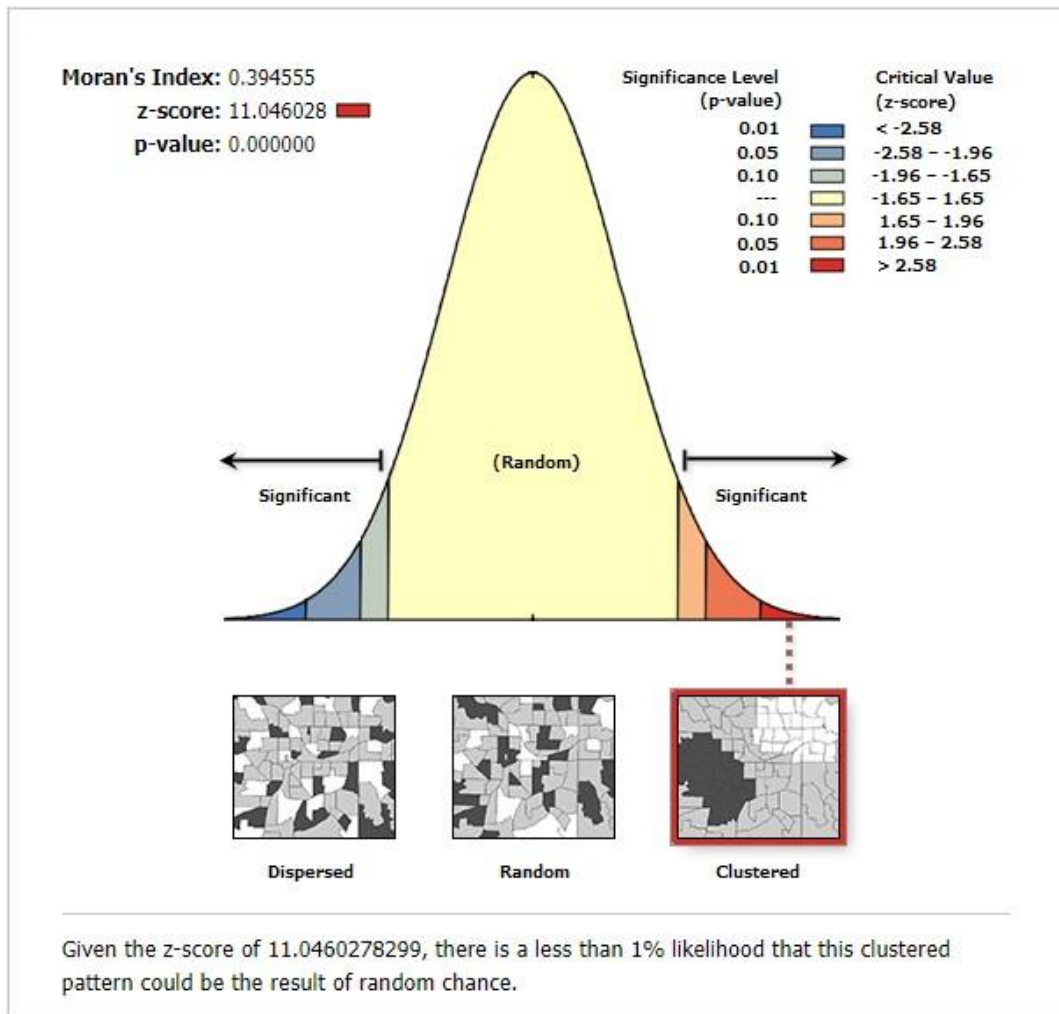 Moran's Index: 0.394555
z-score: 11.046028
p-value: 0.000000
Significance Level
(p-value)
Critical Value
(z-score)
0.01 < -2.58
0.05 -2.58 – -1.96
0.10 -1.96 – -1.65
--- -1.65 – 1.65
0.10 1.65 – 1.96
0.05 1.96 – 2.58
0.01 > 2.58
(Random)
Significant
Significant
Dispersed
Random
Clustered
Given the z-score of 11.0460278299, there is a less than 1% likelihood that this clustered
pattern could be the result of random chance.